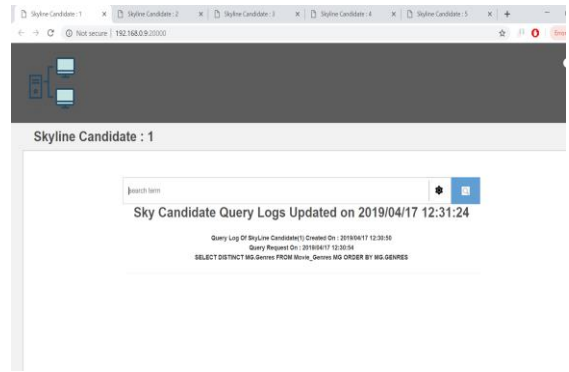 Skyline Candidate : 1
Skyline Candidate : 2
Skyline Candidate : 3
Skyline Candidate : 4
Skyline Candidate : 5
Not secure
192.168.0.9:20000
Skyline Candidate : 1
search term
Sky Candidate Query Logs Updated on 2019/04/17 12:31:24
Query Log Of SkyLine Candidate(1) Created On : 2019/04/17 12:30:50
Query Request On : 2019/04/17 12:30:54
SELECT DISTINCT MG.Genres FROM Movie_Genres MG ORDER BY MG.GENRES